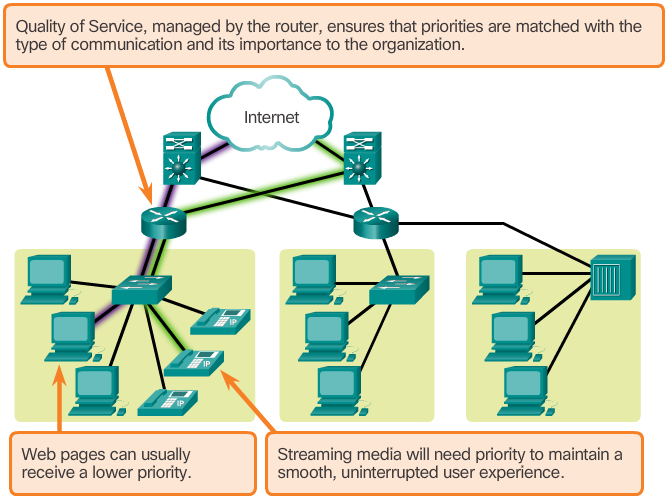 Quality of Service, managed by the router, ensures that priorities are matched with the
type of communication and its importance to the organization.
Internet
IP
IP
IP
Web pages can usually
receive a lower priority.
Streaming media will need priority to maintain a
smooth, uninterrupted user experience.